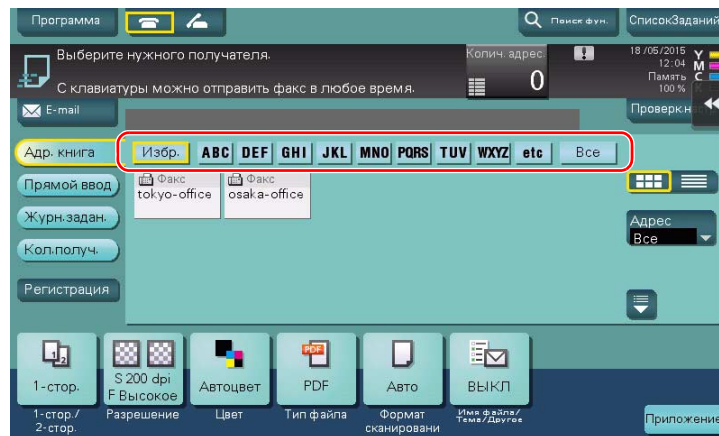 Программа
Поиск фун.
СписокЗаданий
Выберите нужного получателя.
С клавиатуры можно отправить факс в любое время.
Колич. адрес.
0
18/05/2015
12:04
Память
100 %
Y
M
C
K
E-mail
Проверк.н
Адр. книга
Избр. ABC DEF GHI JKL MNO PQRS TUV WXYZ etc Все
Прямой ввод
Факс
tokyo-office
Факс
osaka-office
Журн.задан.
Адрес
Все
Кол.получ.
Регистрация
1-стор.
S 200 dpi
F Высокое
Автоцвет
PDF
PDF
Авто
ВЫКЛ
1-стор./
2-стор.
Разрешение
Цвет
Тип файла
Формат
сканировани
Имя файла/
Тема/Другое
Приложение